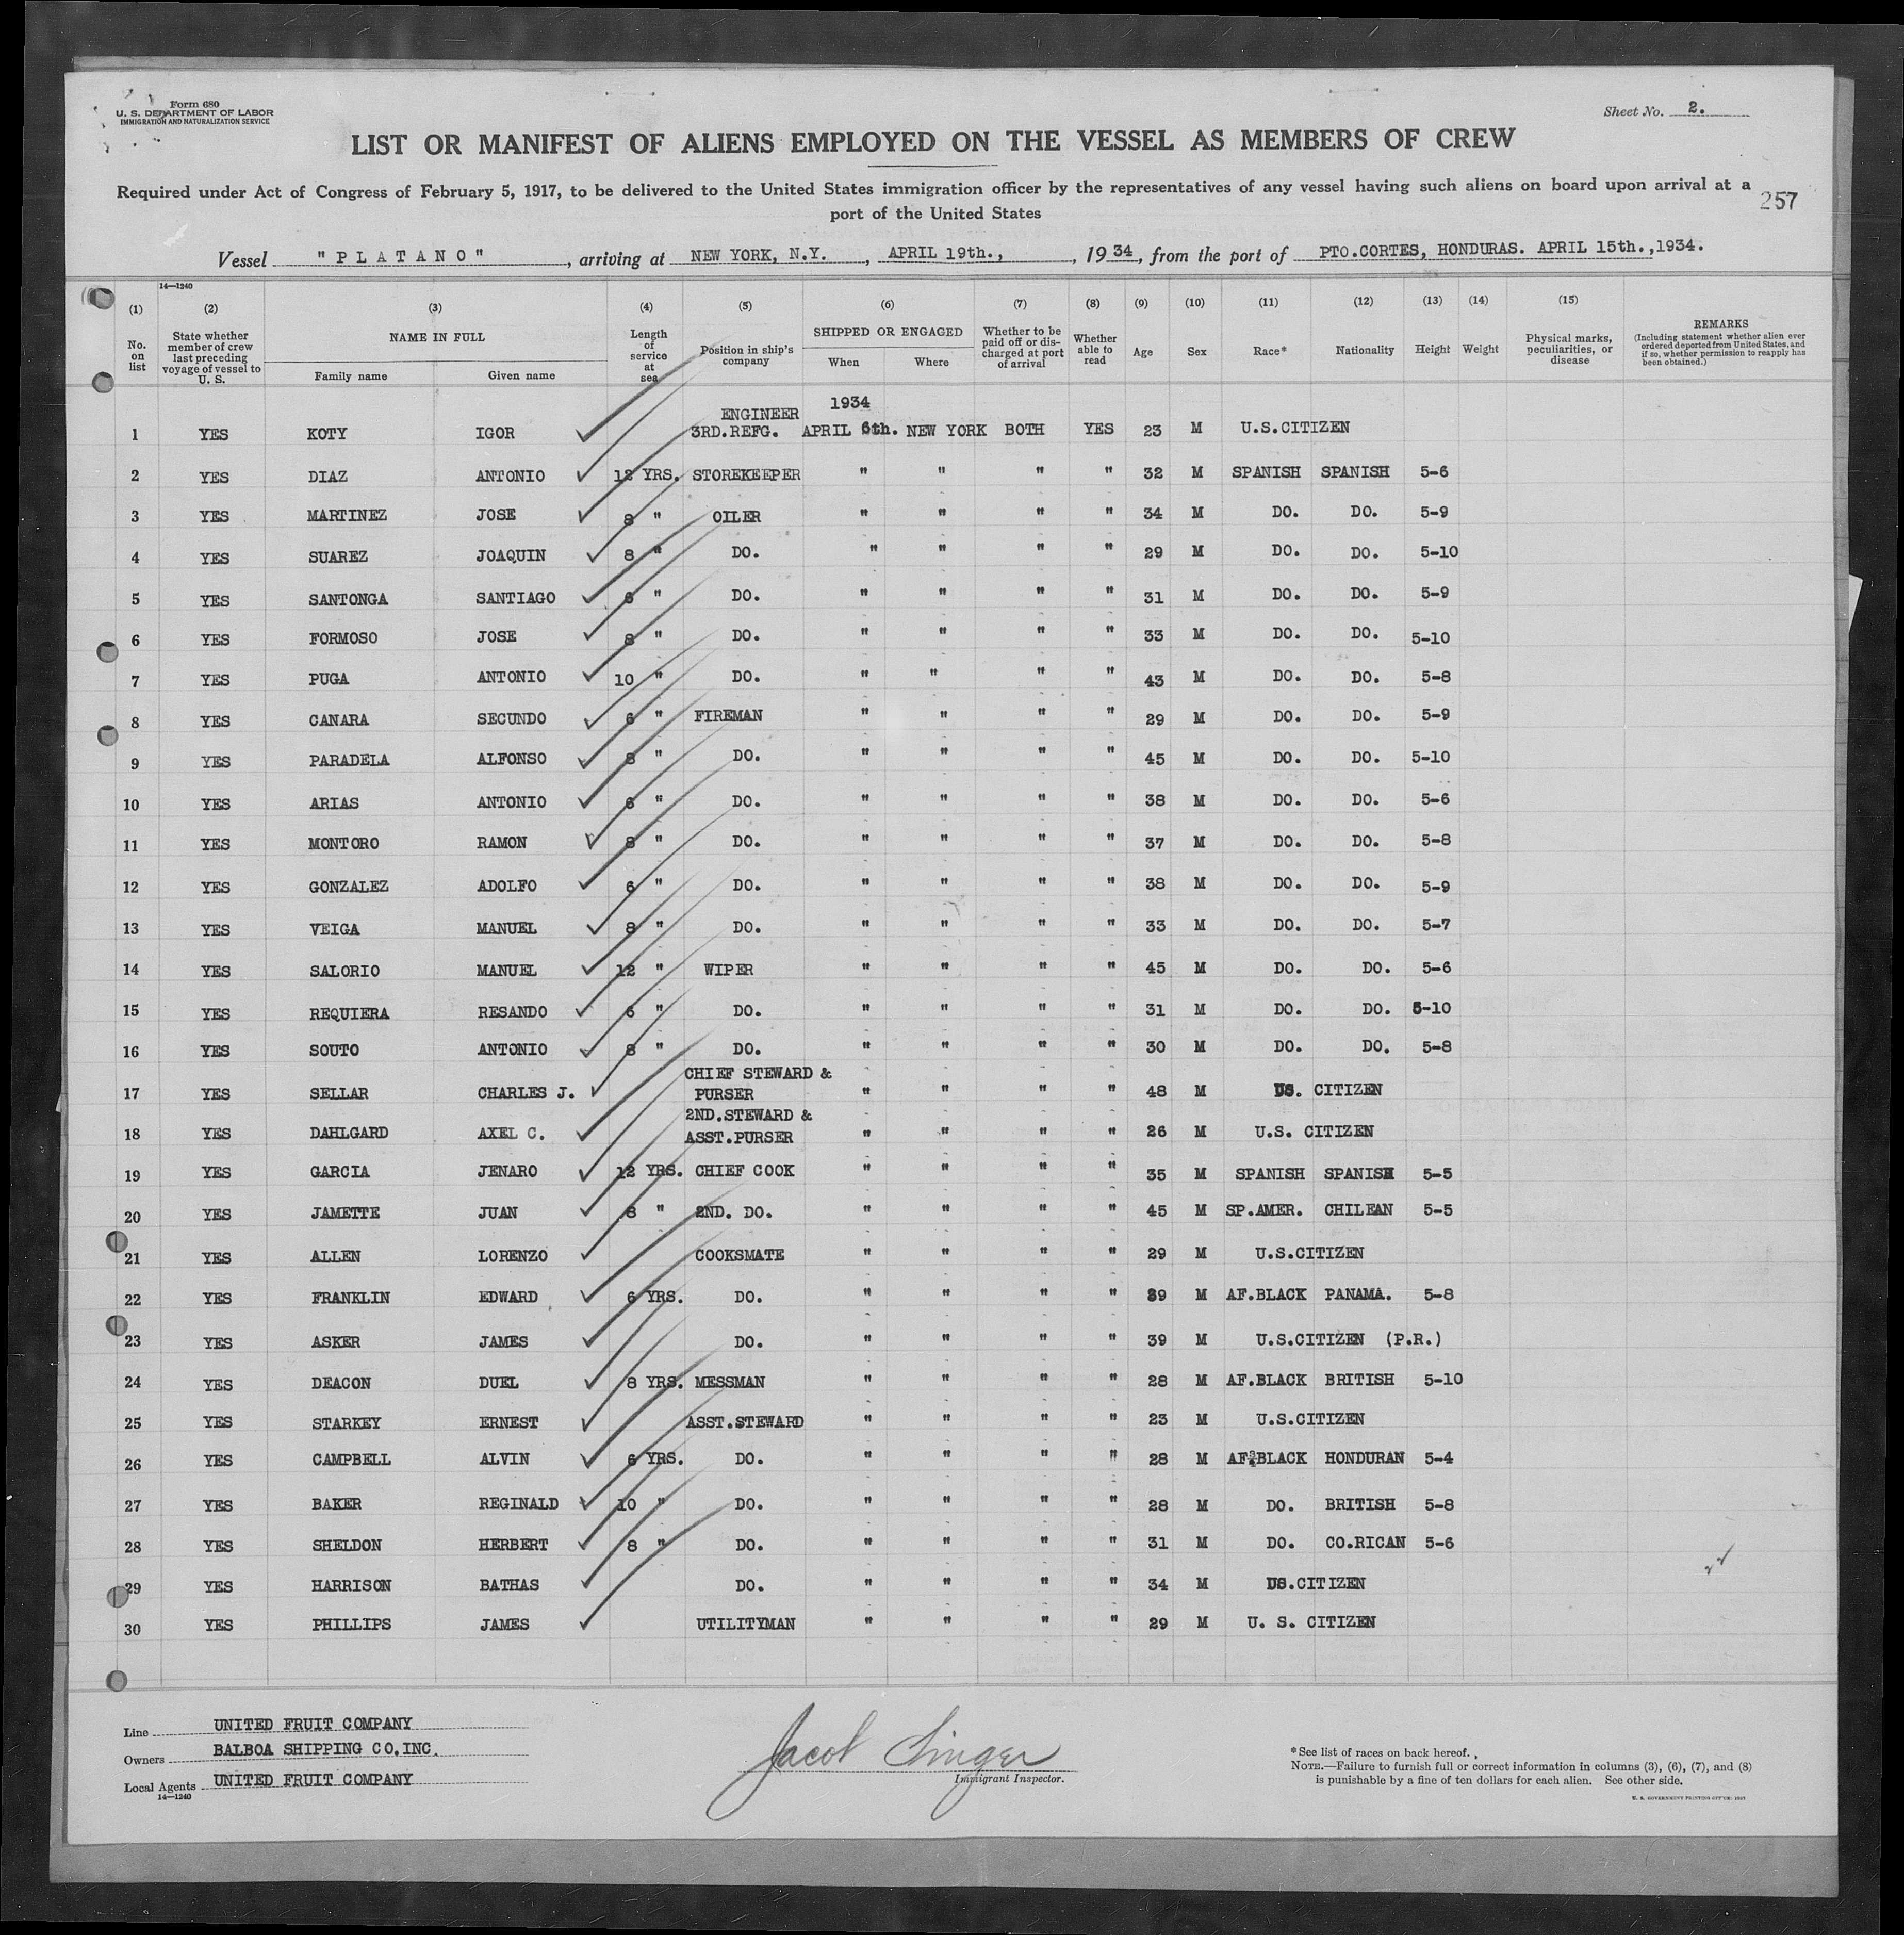 Form 680
U. S. DEPARTMENT OF LABOR
IMMIGRATION AND NATURALIZATION SERVICE
Sheet No. 2.
LIST OR MANIFEST OF ALIENS EMPLOYED ON THE VESSEL AS MEMBERS OF CREW
Required under Act of Congress of February 5, 1917, to be delivered to the United States immigration officer by the representatives of any vessel having such aliens on board upon arrival at a
port of the United States
257
Vessel "PLATANO", arriving at NEW YORK, N.Y., APRIL 19th., 1934, from the port of PTO.CORTES, HONDURAS. APRIL 15th.,1934.
14—1240
(1) (2) (3) (4) (5) (6) (7) (8) (9) (10) (11) (12) (13) (14) (15)
No. on list
State whether member of crew last preceding voyage of vessel to U. S.
NAME IN FULL
Family name Given name
Length of service at sea
Position in ship's company
SHIPPED OR ENGAGED
When Where
Whether to be paid off or discharged at port of arrival
Whether able to read
Age Sex Race* Nationality Height Weight
Physical marks, peculiarities, or disease
REMARKS
(Including statement whether alien ever ordered deported from United States, and if so, whether permission to reapply has been obtained.)
ENGINEER 1934
1 YES KOTY IGOR 3RD.REFG. APRIL 6th. NEW YORK BOTH YES 23 M U.S.CITIZEN
2 YES DIAZ ANTONIO 12 YRS. STOREKEEPER " " " " 32 M SPANISH SPANISH 5-6
3 YES MARTINEZ JOSE 8 " OILER " " " " 34 M DO. DO. 5-9
4 YES SUAREZ JOAQUIN 8 " DO. " " " " 29 M DO. DO. 5-10
5 YES SANTONGA SANTIAGO 6 " DO. " " " " 31 M DO. DO. 5-9
6 YES FORMOSO JOSE 8 " DO. " " " " 33 M DO. DO. 5-10
7 YES PUGA ANTONIO 10 " DO. " " " " 43 M DO. DO. 5-8
8 YES CANARA SECUNDO 6 " FIREMAN " " " " 29 M DO. DO. 5-9
9 YES PARADELA ALFONSO 8 " DO. " " " " 45 M DO. DO. 5-10
10 YES ARIAS ANTONIO 6 " DO. " " " " 38 M DO. DO. 5-6
11 YES MONTORO RAMON 8 " DO. " " " " 37 M DO. DO. 5-8
12 YES GONZALEZ ADOLFO 6 " DO. " " " " 38 M DO. DO. 5-9
13 YES VEIGA MANUEL 8 " DO. " " " " 33 M DO. DO. 5-7
14 YES SALORIO MANUEL 12 " WIPER " " " " 45 M DO. DO. 5-6
15 YES REQUIERA RESANDO 6 " DO. " " " " 31 M DO. DO. 5-10
16 YES SOUTO ANTONIO 8 " DO. " " " " 30 M DO. DO. 5-8
CHIEF STEWARD &
17 YES SELLAR CHARLES J. PURSER " " " " 48 M US. CITIZEN
2ND.STEWARD &
18 YES DAHLGARD AXEL C. ASST.PURSER " " " " 26 M U.S. CITIZEN
19 YES GARCIA JENARO 12 YRS. CHIEF COOK " " " " 35 M SPANISH SPANISH 5-5
20 YES JAMETTE JUAN 8 " 2ND. DO. " " " " 45 M SP.AMER. CHILEAN 5-5
21 YES ALLEN LORENZO COOKSMATE " " " " 29 M U.S.CITIZEN
22 YES FRANKLIN EDWARD 6 YRS. DO. " " " " 39 M AF.BLACK PANAMA. 5-8
23 YES ASKER JAMES DO. " " " " 39 M U.S.CITIZEN (P.R.)
24 YES DEACON DUEL 8 YRS. MESSMAN " " " " 28 M AF.BLACK BRITISH 5-10
25 YES STARKEY ERNEST ASST.STEWARD " " " " 23 M U.S.CITIZEN
26 YES CAMPBELL ALVIN 6 YRS. DO. " " " " 28 M AF.BLACK HONDURAN 5-4
27 YES BAKER REGINALD 10 " DO. " " " " 28 M DO. BRITISH 5-8
28 YES SHELDON HERBERT 8 " DO. " " " " 31 M DO. CO.RICAN 5-6
29 YES HARRISON BATHAS DO. " " " " 34 M US.CITIZEN
30 YES PHILLIPS JAMES UTILITYMAN " " " " 29 M U. S. CITIZEN
Line UNITED FRUIT COMPANY
Owners BALBOA SHIPPING CO.INC.
Local Agents UNITED FRUIT COMPANY
14—1240
Jacob Singer
Immigrant Inspector.
*See list of races on back hereof.
NOTE.—Failure to furnish full or correct information in columns (3), (6), (7), and (8)
is punishable by a fine of ten dollars for each alien. See other side.